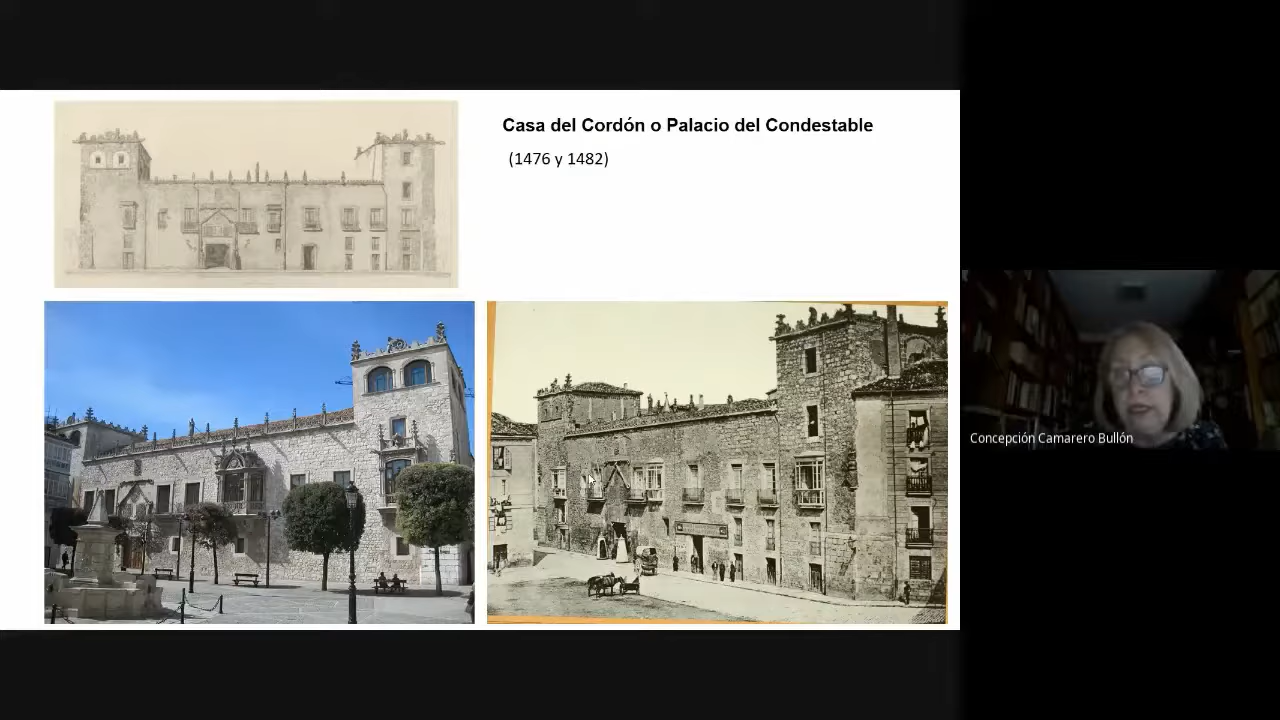 Casa del Cordón o Palacio del Condestable
(1476 y 1482)
Concepción Camarero Bullón